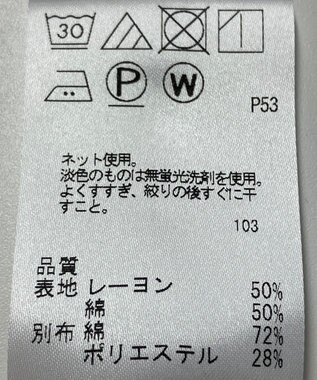 30
P W
P53
ネット使用。
淡色のものは無蛍光洗剤を使用。
よくすすぎ、絞りの後すぐに干
すこと。
103
品質
表地 レーヨン 50%
綿 50%
別布 綿 72%
ポリエステル 28%